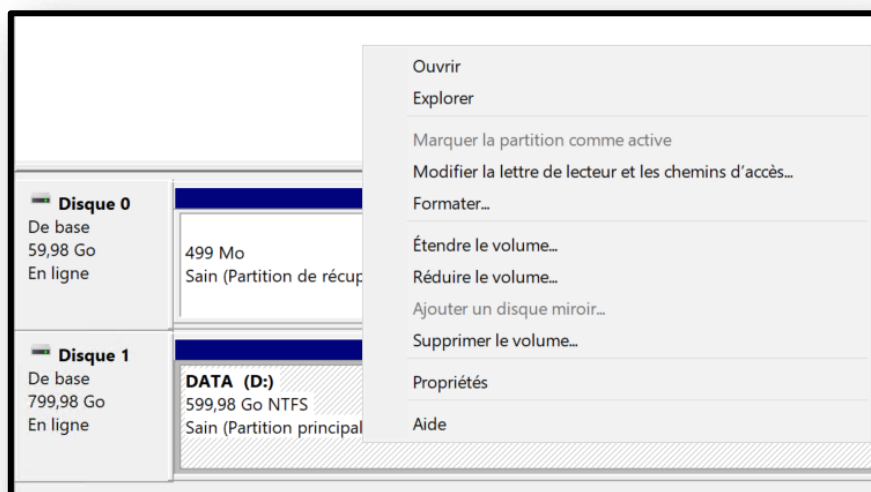 Ouvrir
Explorer
Marquer la partition comme active
Modifier la lettre de lecteur et les chemins d’accès...
Formater...
Étendre le volume...
Réduire le volume...
Ajouter un disque miroir...
Supprimer le volume...
Propriétés
Aide
Disque 0
De base
59,98 Go
En ligne
499 Mo
Sain (Partition de récup
Disque 1
De base
799,98 Go
En ligne
DATA (D:)
599,98 Go NTFS
Sain (Partition principal